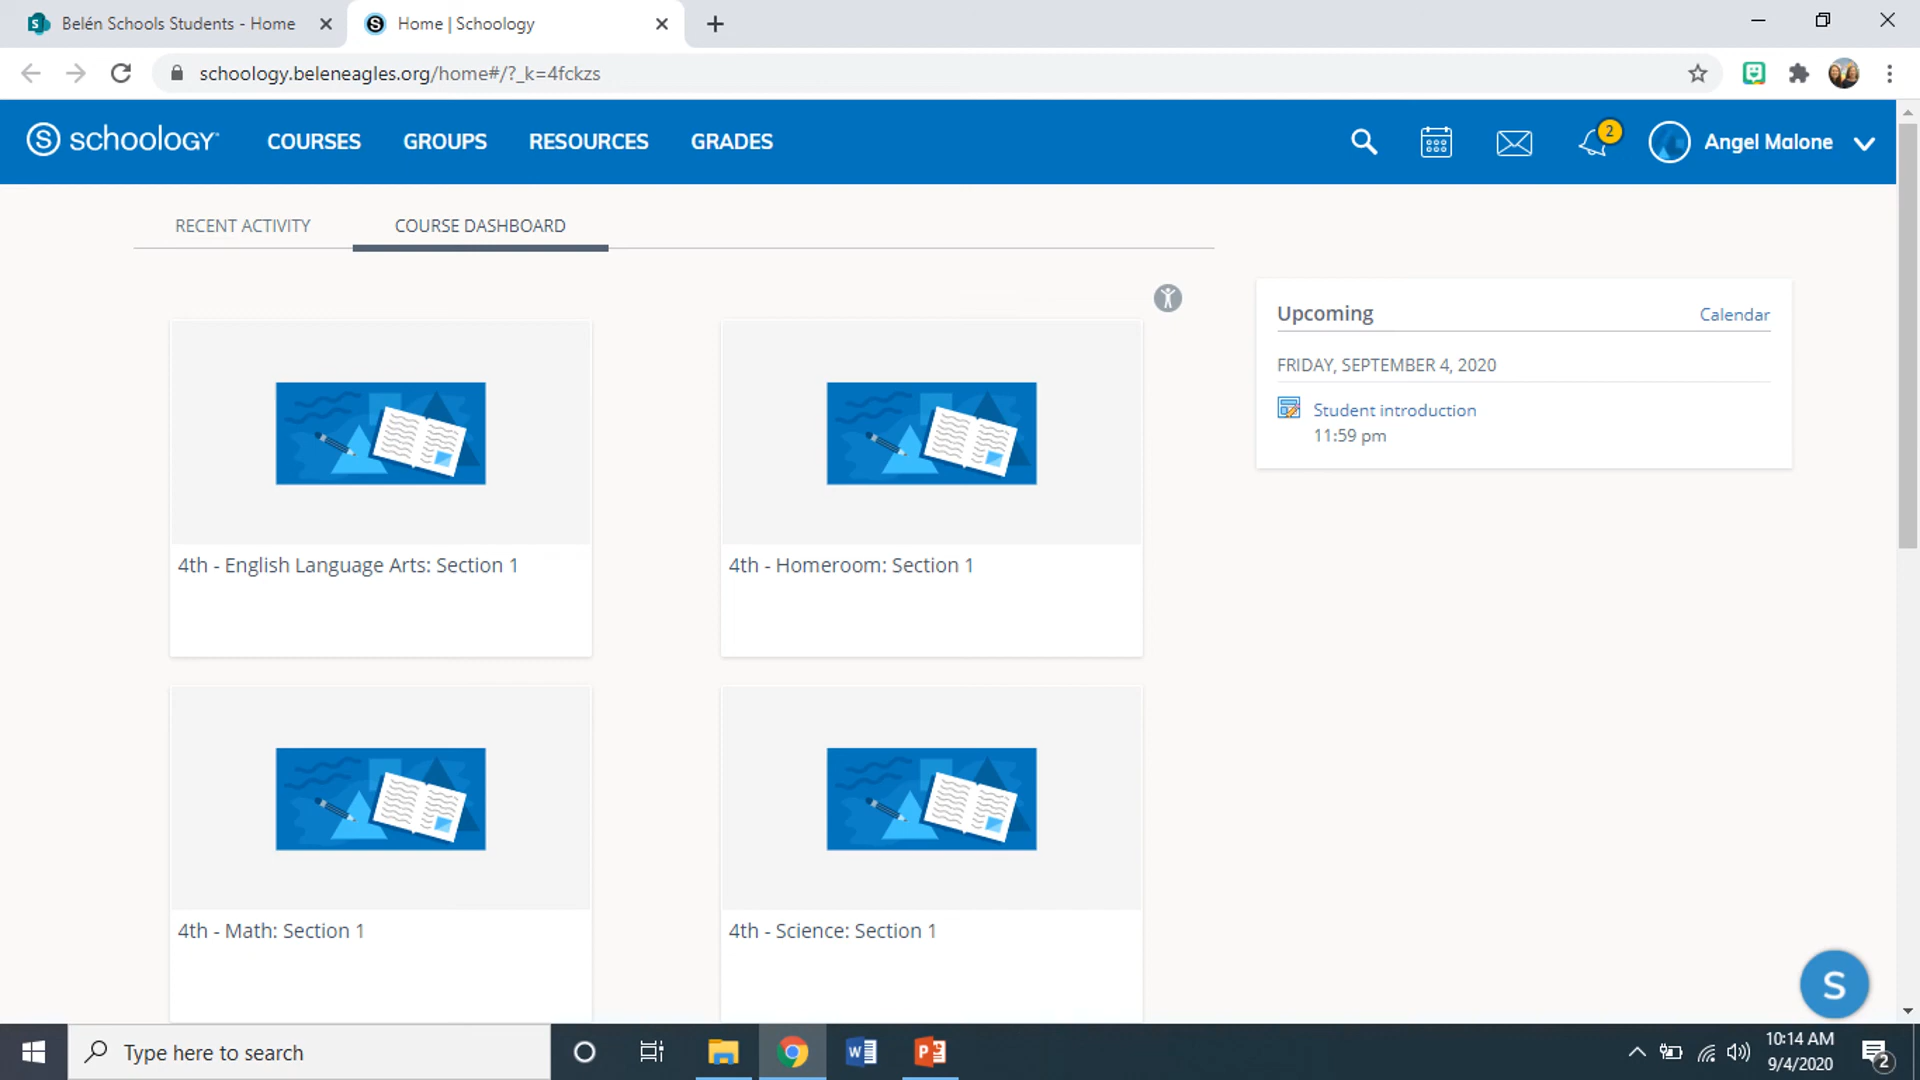 Belén Schools Students - Home
Home | Schoology
schoology.beleneagles.org/home#/?_k=4fckzs
schoology
COURSES
GROUPS
RESOURCES
GRADES
2
Angel Malone
RECENT ACTIVITY
COURSE DASHBOARD
Upcoming
Calendar
FRIDAY, SEPTEMBER 4, 2020
Student introduction
11:59 pm
4th - English Language Arts: Section 1
4th - Homeroom: Section 1
4th - Math: Section 1
4th - Science: Section 1
S
Type here to search
10:14 AM
9/4/2020
2